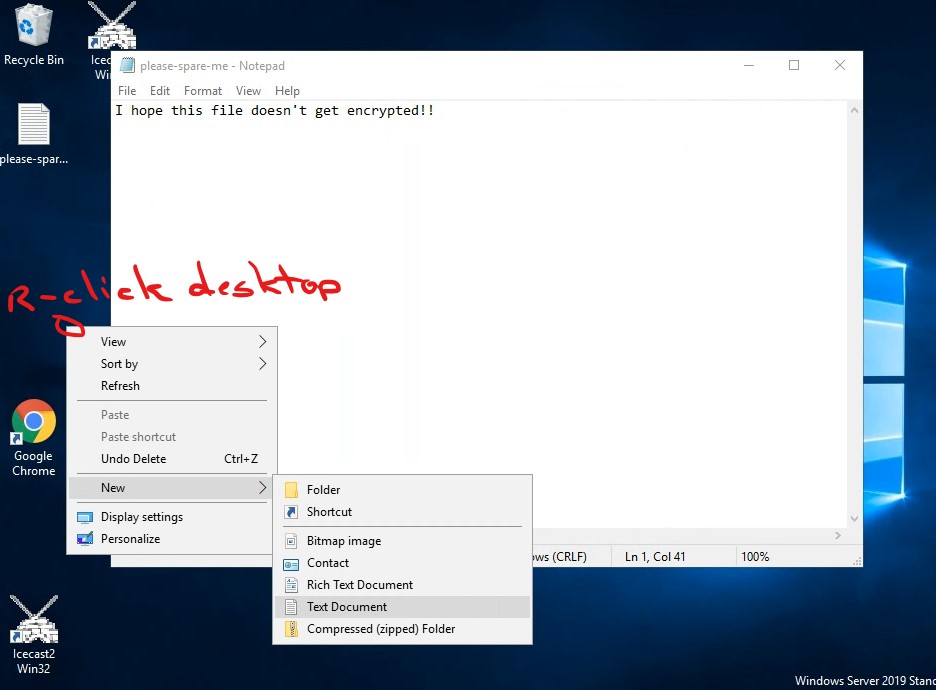 Recycle Bin
Icec
Win
please-spare-me - Notepad
File Edit Format View Help
I hope this file doesn't get encrypted!!
please-spar...
R-click desktop
View
Sort by
Refresh
Paste
Paste shortcut
Undo Delete Ctrl+Z
New
Display settings
Personalize
Folder
Shortcut
Bitmap image
Contact
Rich Text Document
Text Document
Compressed (zipped) Folder
ows (CRLF) Ln 1, Col 41 100%
Google
Chrome
Icecast2
Win32
Windows Server 2019 Stand